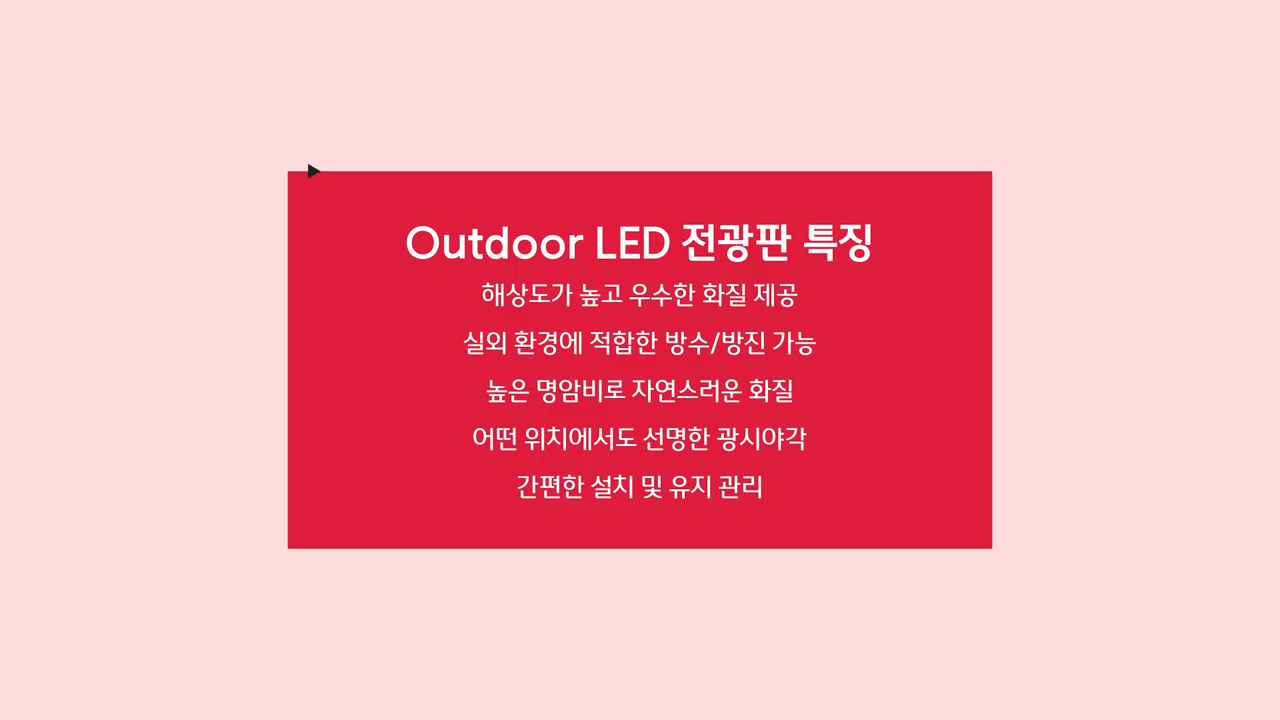 Outdoor LED 전광판 특징
해상도가 높고 우수한 화질 제공
실외 환경에 적합한 방수/방진 가능
높은 명암비로 자연스러운 화질
어떤 위치에서도 선명한 광시야각
간편한 설치 및 유지 관리